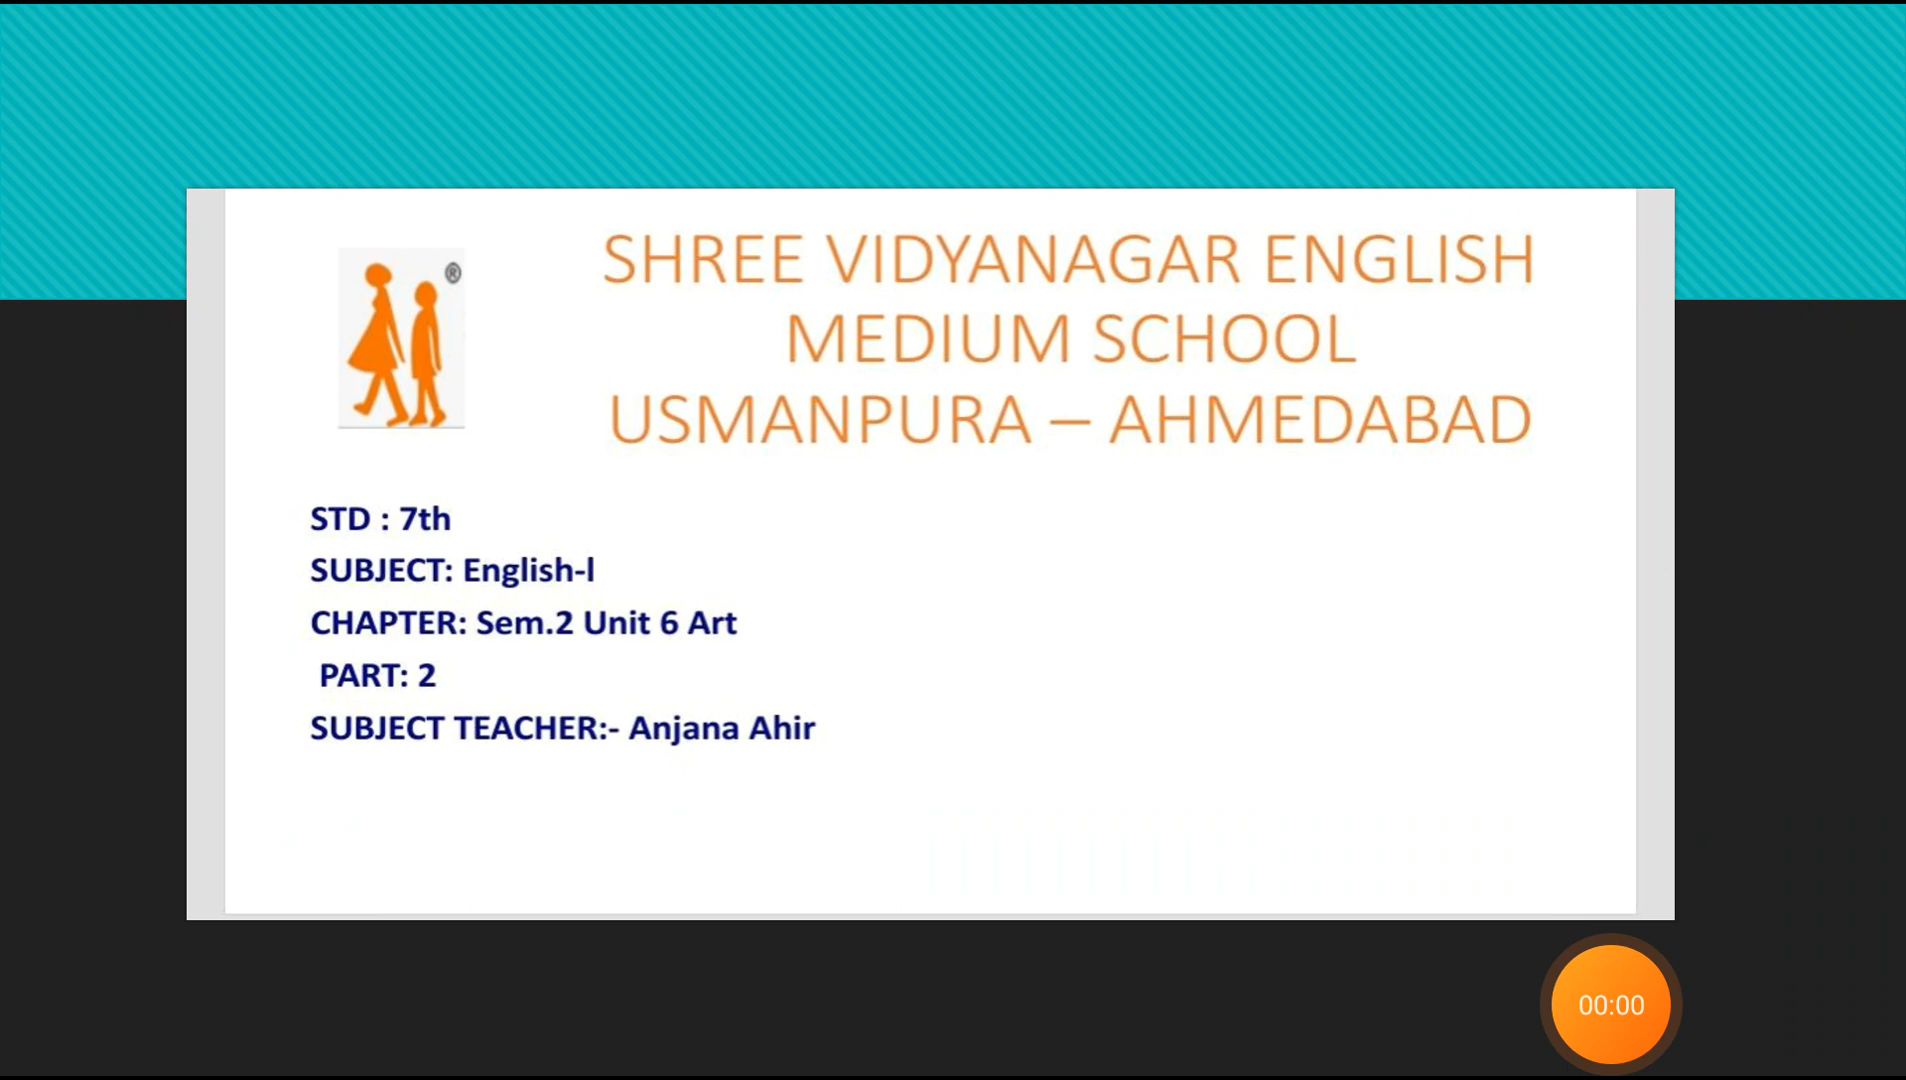 ®
SHREE VIDYANAGAR ENGLISH
MEDIUM SCHOOL
USMANPURA – AHMEDABAD
STD : 7th
SUBJECT: English-l
CHAPTER: Sem.2 Unit 6 Art
PART: 2
SUBJECT TEACHER:- Anjana Ahir
00:00